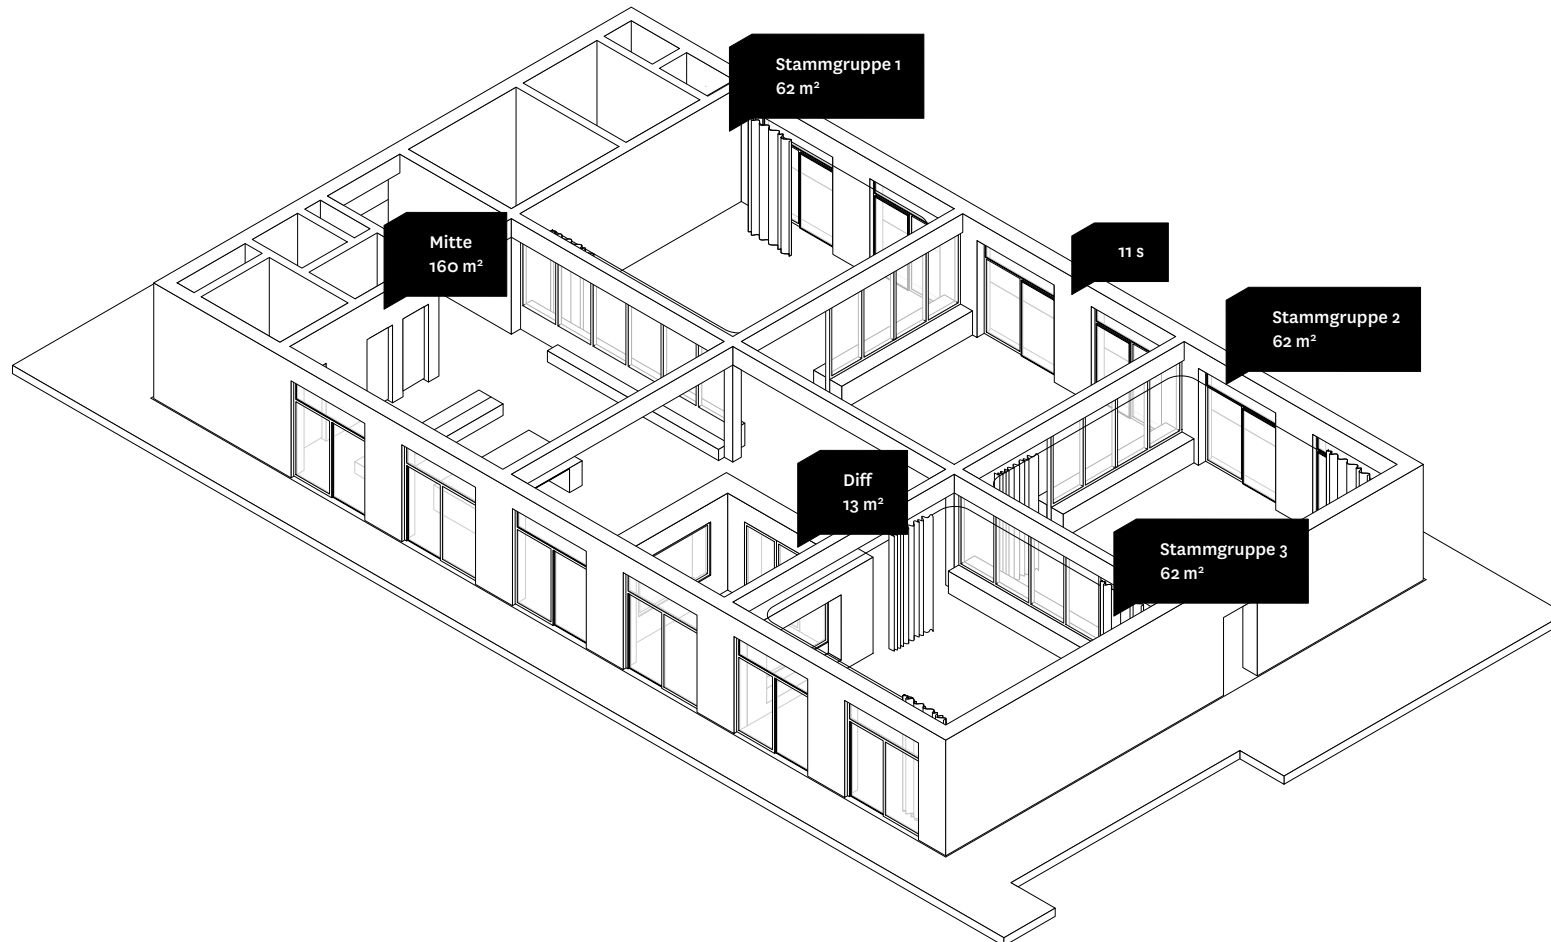 Stammgruppe 1
62 m²
Mitte
160 m²
11 s
Stammgruppe 2
62 m²
Diff
13 m²
Stammgruppe 3
62 m²